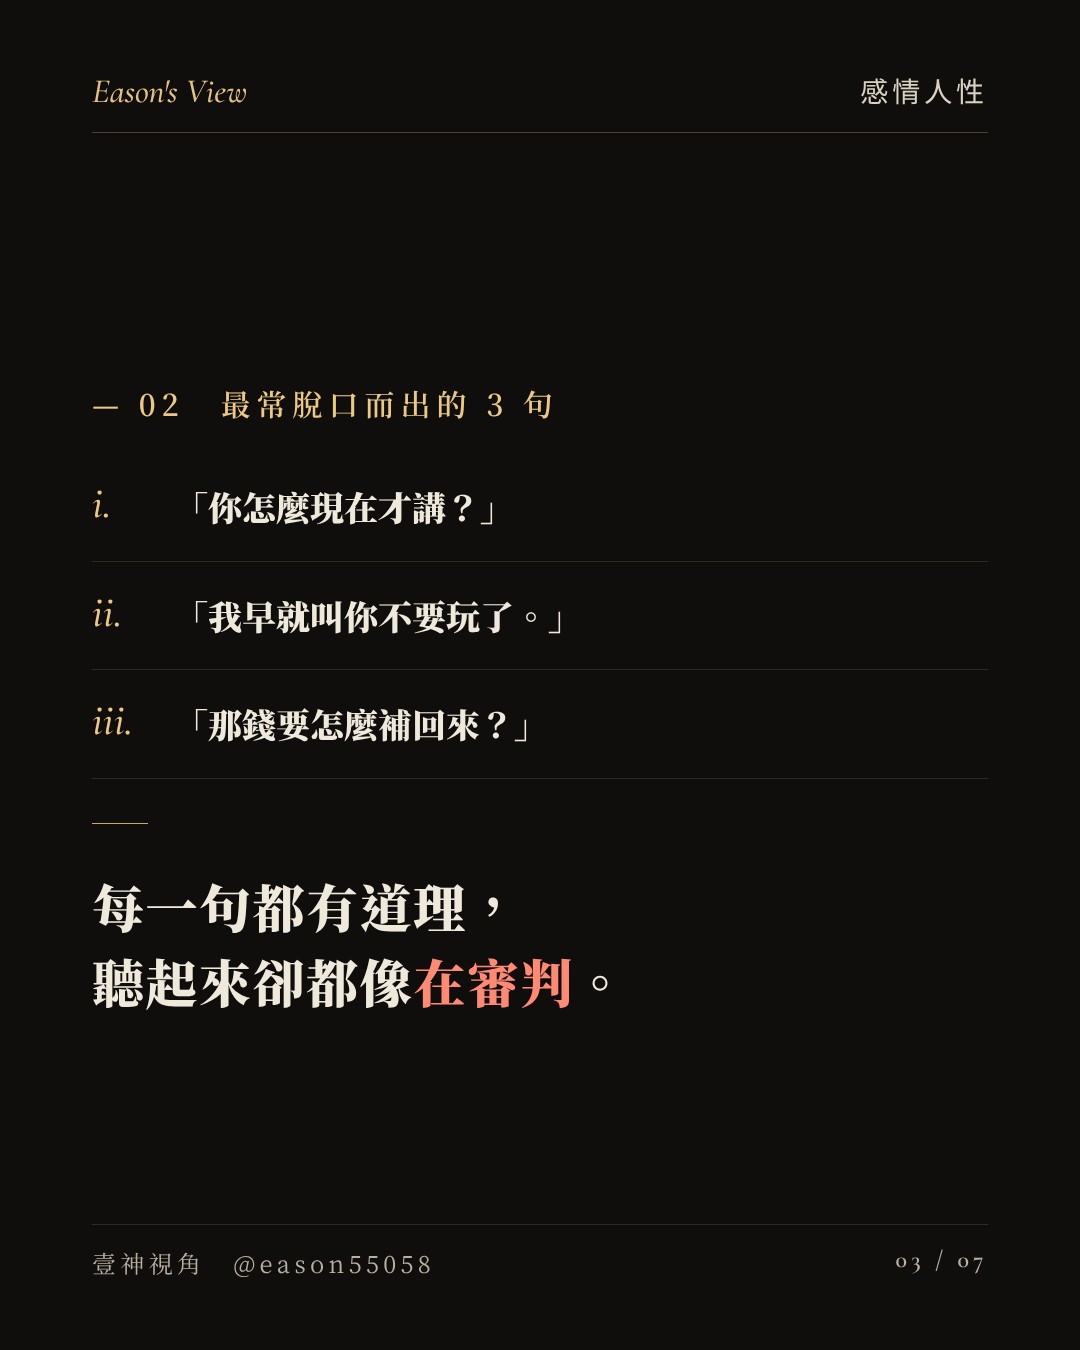 Eason's View
感情人性
— 02 最常脫口而出的 3 句
i. 「你怎麼現在才講？」
ii. 「我早就叫你不要玩了。」
iii. 「那錢要怎麼補回來？」
每一句都有道理，
聽起來卻都像在審判。
壹神視角 @eason55058
03 / 07